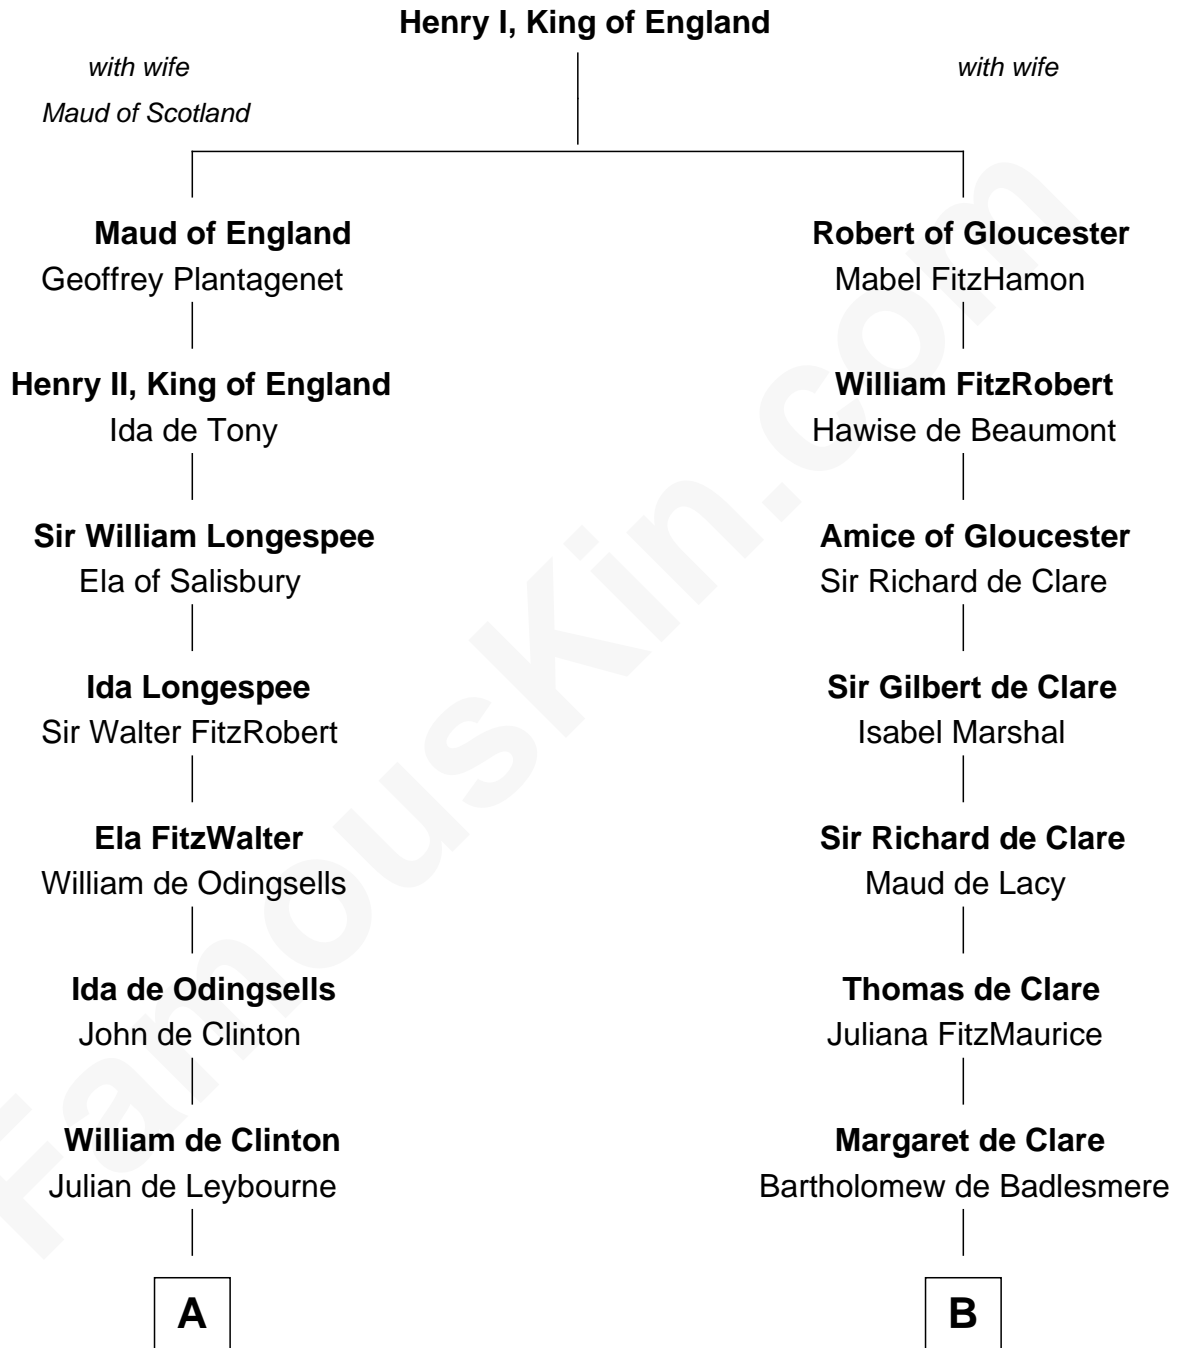 Henry I, King of England
with wife
Maud of Scotland
with wife
Maud of England
Geoffrey Plantagenet
Robert of Gloucester
Mabel FitzHamon
Henry II, King of England
Ida de Tony
William FitzRobert
Hawise de Beaumont
Sir William Longespee
Ela of Salisbury
Amice of Gloucester
Sir Richard de Clare
Ida Longespee
Sir Walter FitzRobert
Sir Gilbert de Clare
Isabel Marshal
Ela FitzWalter
William de Odingsells
Sir Richard de Clare
Maud de Lacy
Ida de Odingsells
John de Clinton
Thomas de Clare
Juliana FitzMaurice
William de Clinton
Julian de Leybourne
Margaret de Clare
Bartholomew de Badlesmere
A
B
FamousKin.com